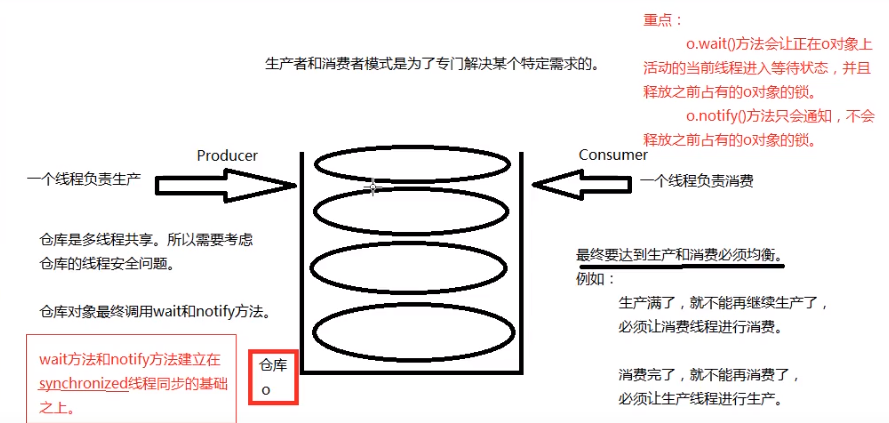 重点：
o.wait()方法会让正在o对象上
活动的当前线程进入等待状态，并且
释放之前占有的o对象的锁。
o.notify()方法只会通知，不会
释放之前占有的o对象的锁。
生产者和消费者模式是为了专门解决某个特定需求的。
Producer
Consumer
一个线程负责生产
一个线程负责消费
仓库是多线程共享。所以需要考虑
仓库的线程安全问题。
仓库对象最终调用wait和notify方法。
wait方法和notify方法建立在
synchronized线程同步的基础
之上。
仓库
o
最终要达到生产和消费必须均衡。
例如：
生产满了，就不能再继续生产了，
必须让消费线程进行消费。
消费完了，就不能再消费了，
必须让生产线程进行生产。